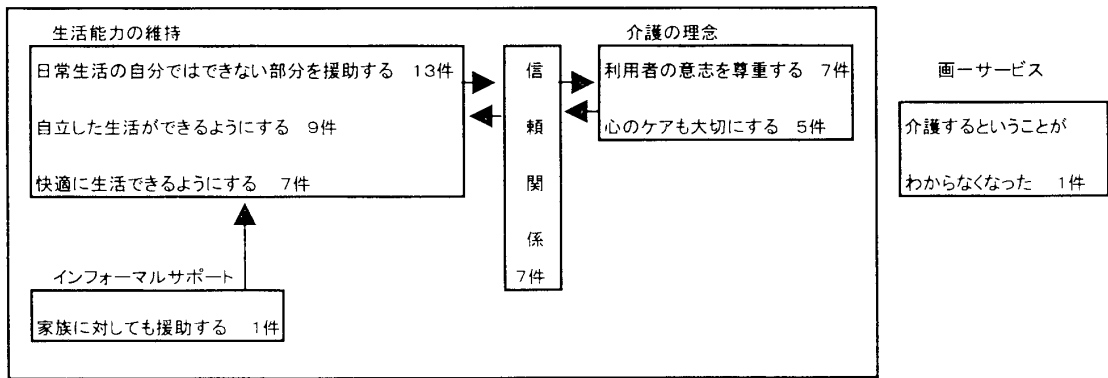 生活能力の維持
日常生活の自分ではできない部分を援助する 13件
自立した生活ができるようにする 9件
快適に生活できるようにする 7件
インフォーマルサポート
家族に対しても援助する 1件
信
頼
関
係
7件
介護の理念
利用者の意志を尊重する 7件
心のケアも大切にする 5件
画一サービス
介護するということが
わからなくなった 1件